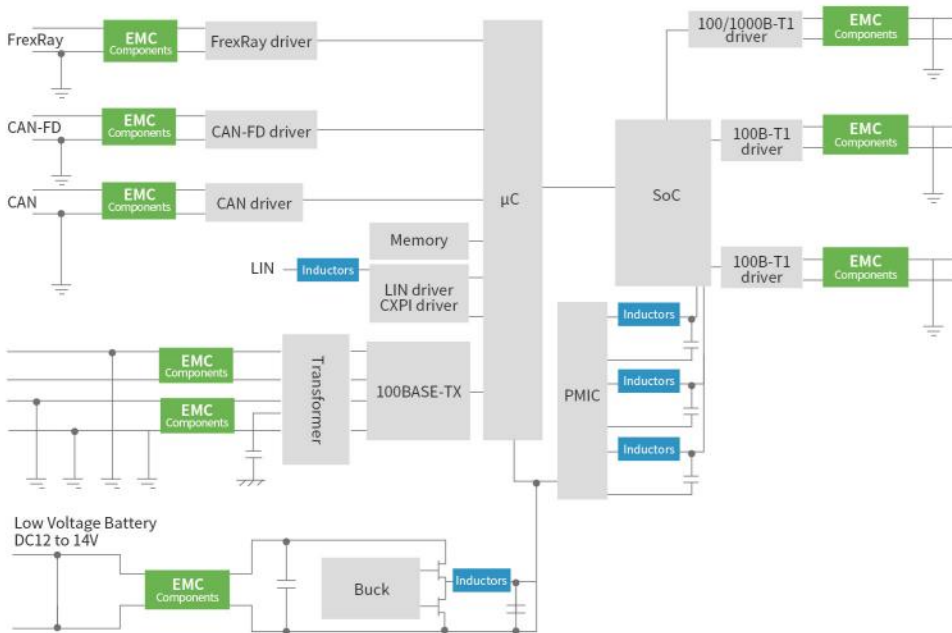 FrexRay
EMC
Components
FrexRay driver
100/1000B-T1
driver
EMC
Components
CAN-FD
EMC
Components
CAN-FD driver
100B-T1
driver
EMC
Components
CAN
EMC
Components
CAN driver
µC
SoC
Memory
LIN
Inductors
LIN driver
CXPI driver
100B-T1
driver
EMC
Components
Inductors
EMC
Components
Transformer
100BASE-TX
PMIC
Inductors
EMC
Components
Inductors
Low Voltage Battery
DC12 to 14V
EMC
Components
Buck
Inductors